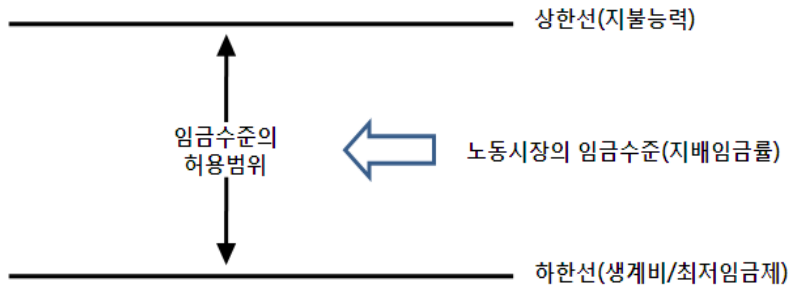 상한선(지불능력)
임금수준의
허용범위
노동시장의 임금수준(지배임금률)
하한선(생계비/최저임금제)